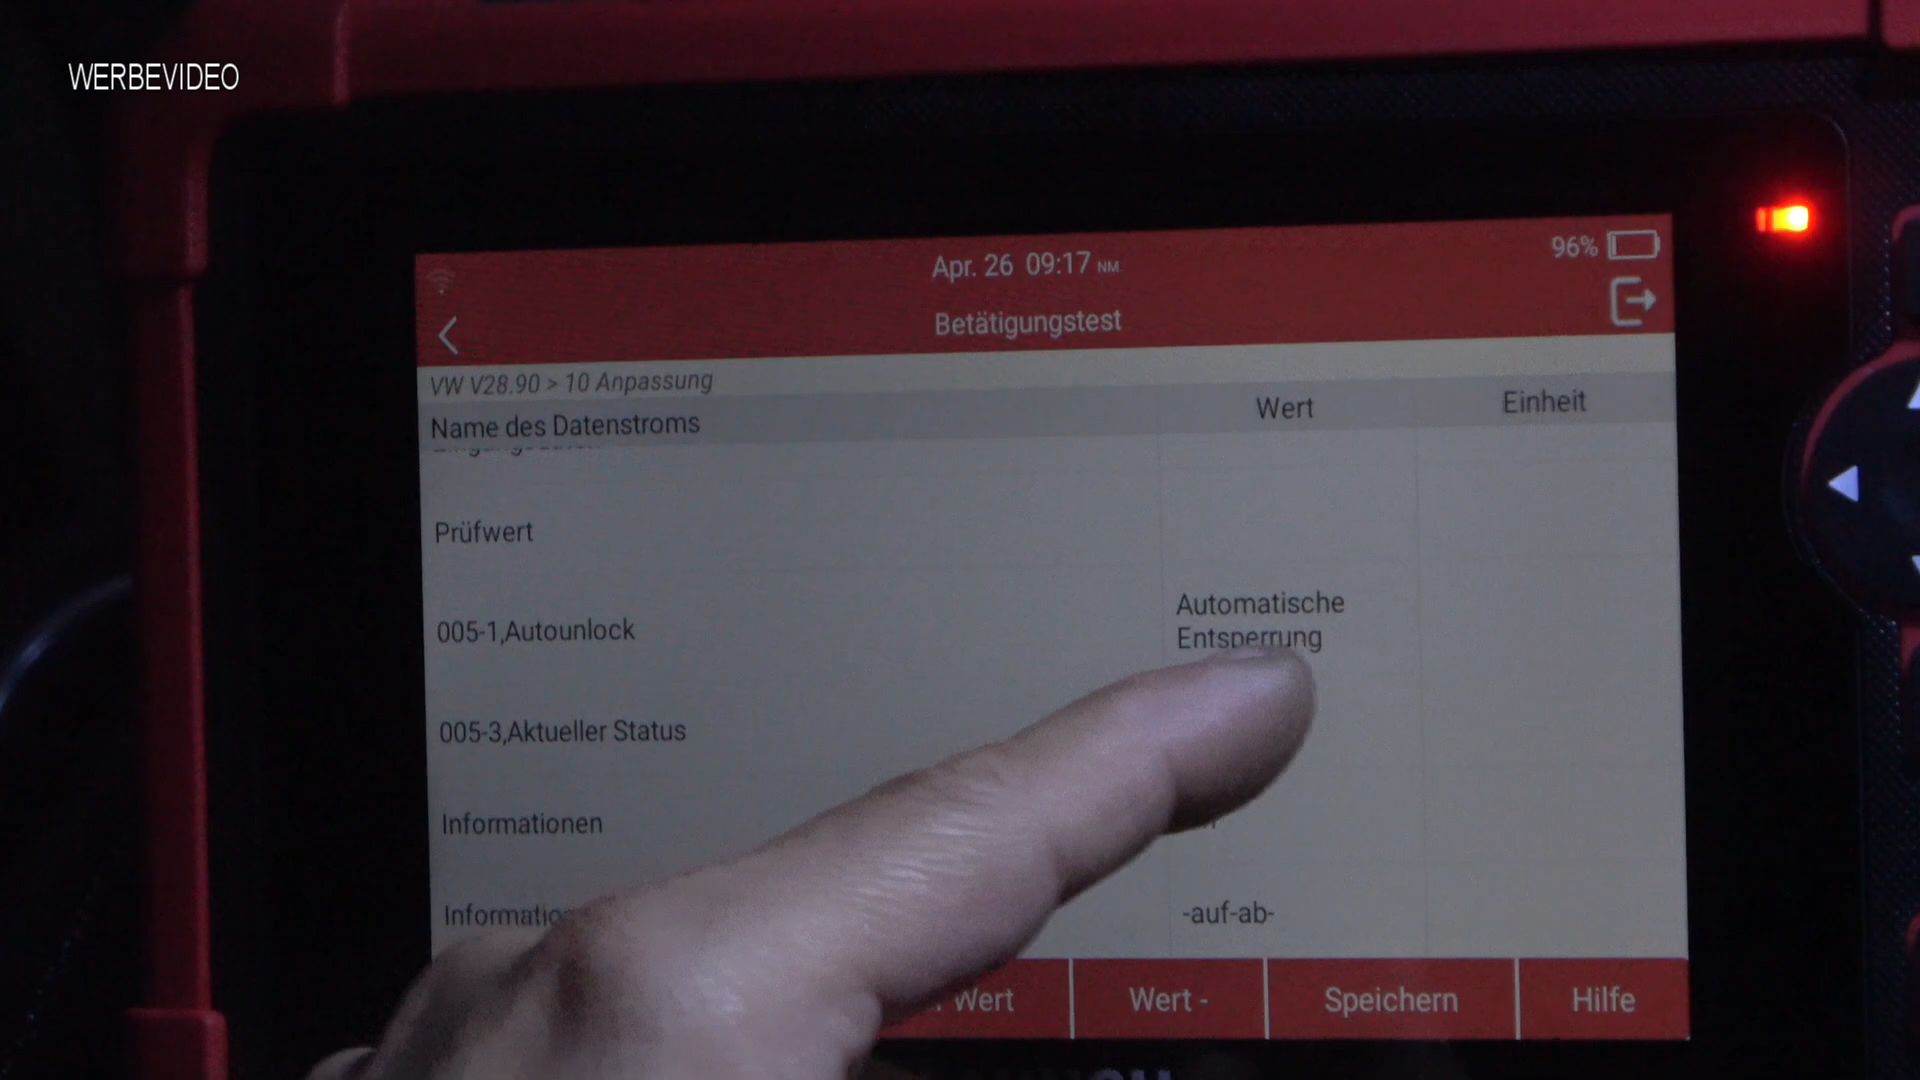 WERBEVIDEO
Apr. 26 09:17 NM
96%
Betätigungstest
VW V28.90 > 10 Anpassung
Name des Datenstroms
Wert
Einheit
Prüfwert
005-1,Autounlock
Automatische
Entsperrung
005-3,Aktueller Status
Informationen
-auf-ab-
Wert
Wert -
Speichern
Hilfe